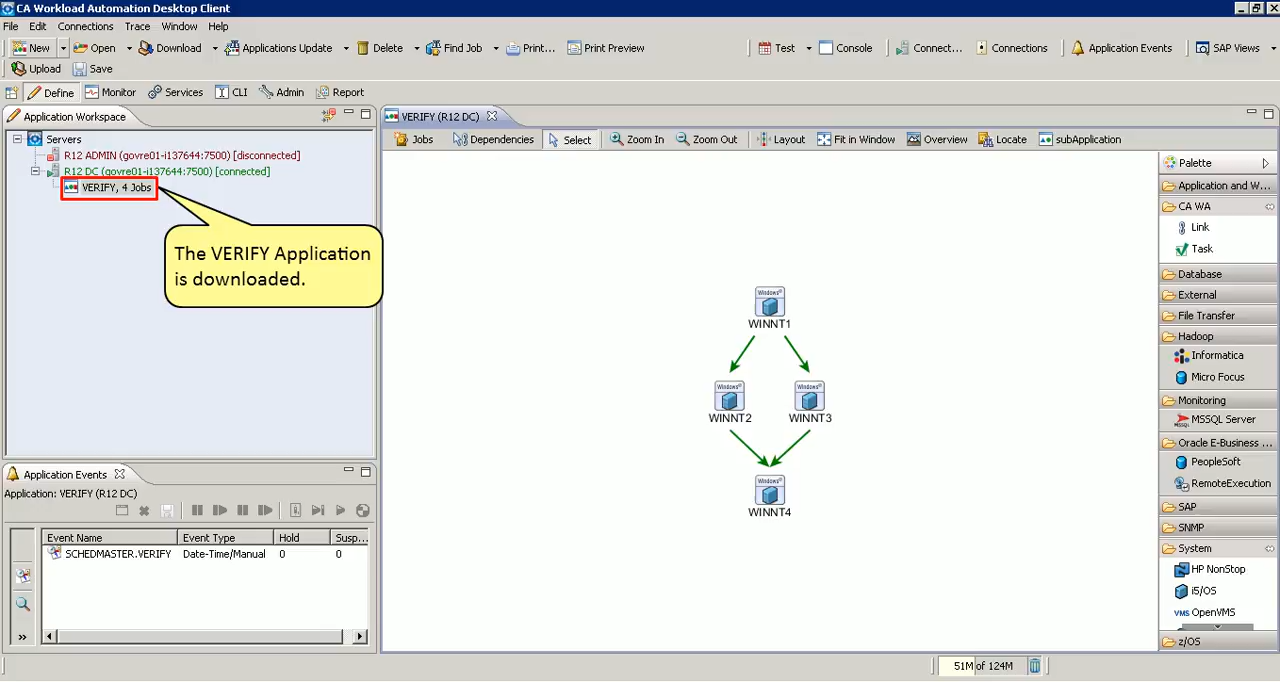 CA Workload Automation Desktop Client
File Edit Connections Trace Window Help
New Open Download Applications Update Delete Find Job Print... Print Preview Test Console Connect... Connections Application Events SAP Views
Upload Save
Define Monitor Services CLI Admin Report
Application Workspace
Servers
R12 ADMIN (govre01-i137644:7500) [disconnected]
R12 DC (govre01-i137644:7500) [connected]
VERIFY, 4 Jobs
The VERIFY Application
is downloaded.
VERIFY (R12 DC)
Jobs Dependencies Select Zoom In Zoom Out Layout Fit in Window Overview Locate subApplication
Windows®
WINNT1
Windows®
WINNT2
Windows®
WINNT3
Windows®
WINNT4
Palette
Application and W...
CA WA
Link
Task
Database
External
File Transfer
Hadoop
Informatica
Micro Focus
Monitoring
MSSQL
MSSQL Server
Oracle E-Business ...
PeopleSoft
RemoteExecution
SAP
SNMP
System
HP NonStop
i5/OS
VMS OpenVMS
z/OS
Application Events
Application: VERIFY (R12 DC)
Event Name Event Type Hold Susp...
SCHEDMASTER.VERIFY Date-Time/Manual 0 0
»
51M of 124M